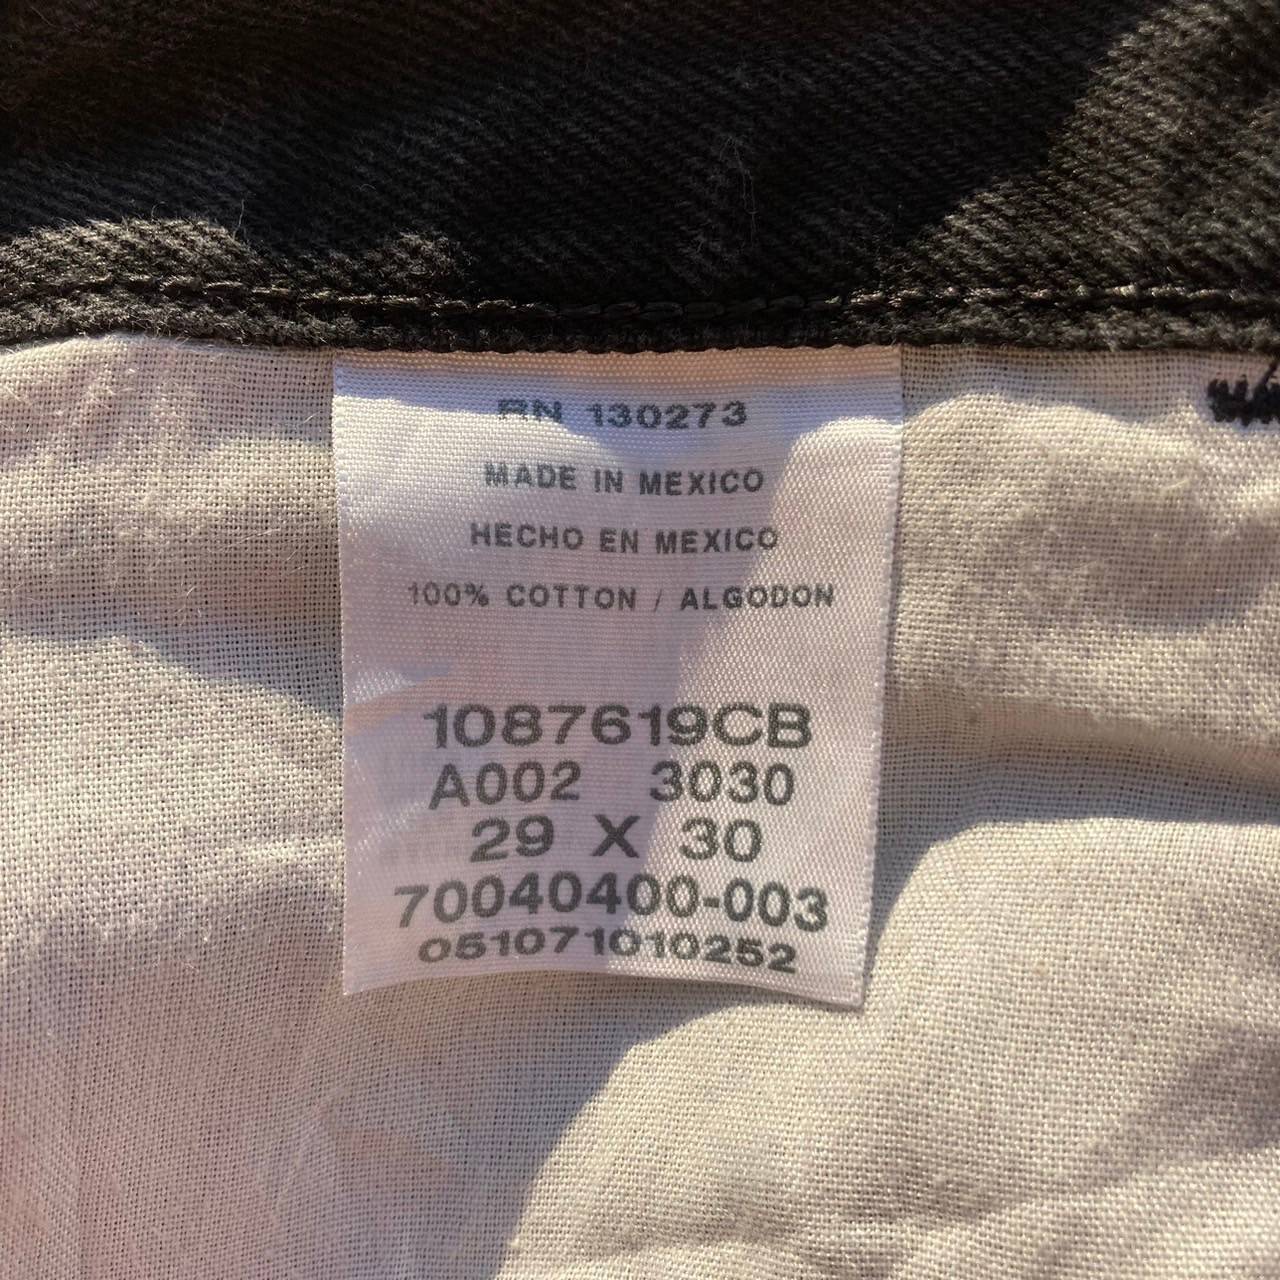 RN 130273
MADE IN MEXICO
HECHO EN MEXICO
100% COTTON / ALGODON
1087619CB
A002 3030
29 X 30
70040400-003
051071010252